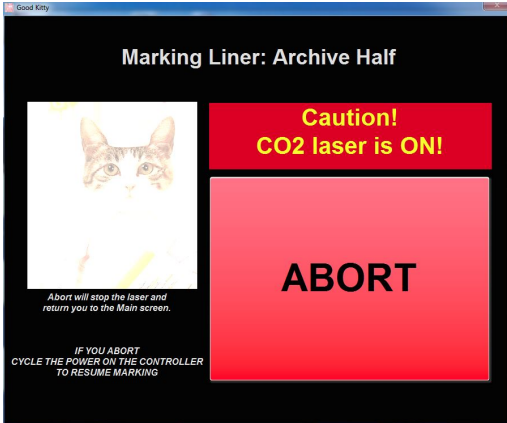 Good Kitty
Marking Liner: Archive Half
Caution!
CO2 laser is ON!
ABORT
Abort will stop the laser and
return you to the Main screen.
IF YOU ABORT
CYCLE THE POWER ON THE CONTROLLER
TO RESUME MARKING